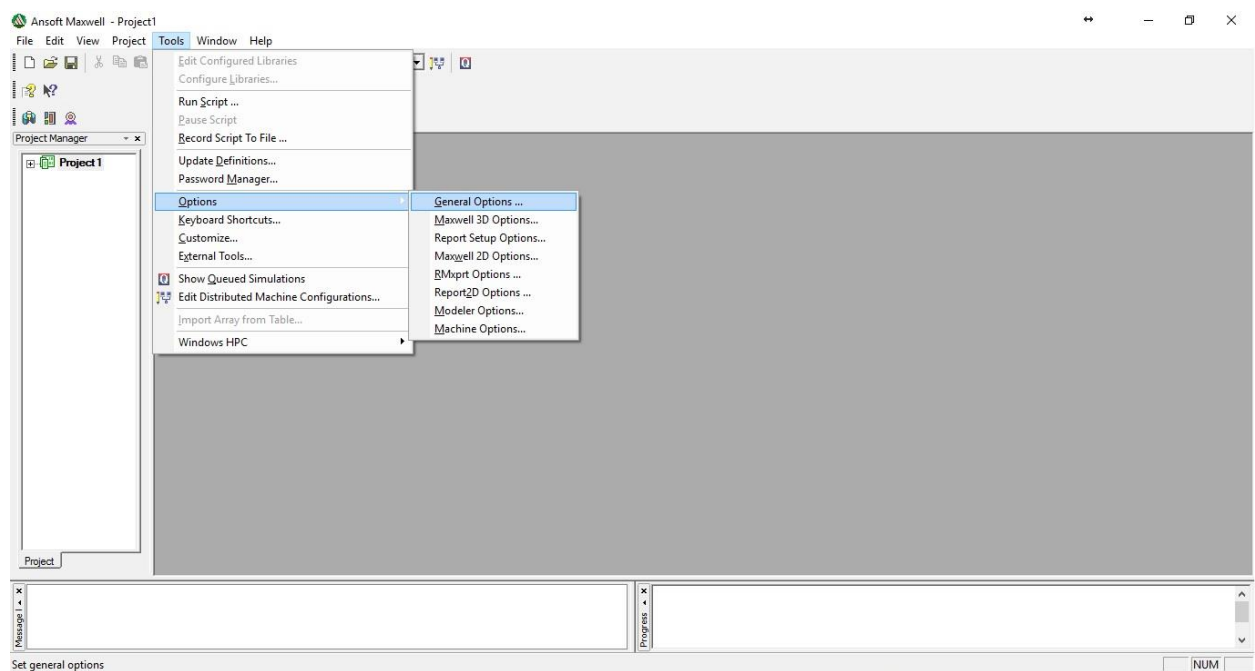 Ansoft Maxwell - Project1
File Edit View Project Tools Window Help
Edit Configured Libraries
Configure Libraries...
Run Script ...
Pause Script
Record Script To File ...
Update Definitions...
Password Manager...
Options
Keyboard Shortcuts...
Customize...
External Tools...
Show Queued Simulations
Edit Distributed Machine Configurations...
Import Array from Table...
Windows HPC
General Options ...
Maxwell 3D Options...
Report Setup Options...
Maxwell 2D Options...
RMxprt Options ...
Report2D Options ...
Modeler Options...
Machine Options...
Project Manager
Project1
Project
Message
Progress
Set general options
NUM